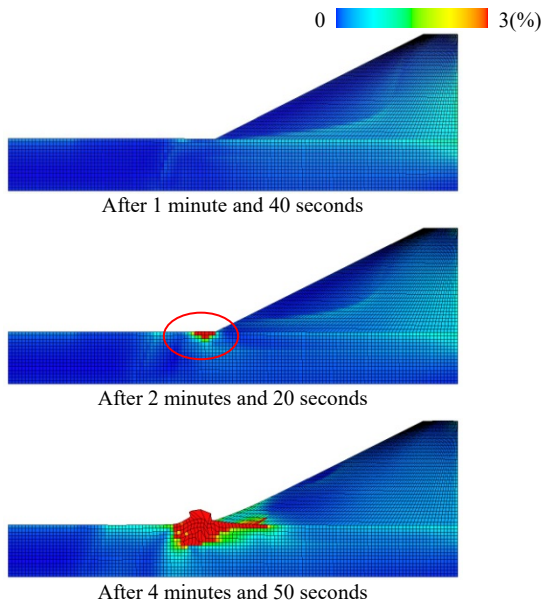 0 3(%)
After 1 minute and 40 seconds
After 2 minutes and 20 seconds
After 4 minutes and 50 seconds